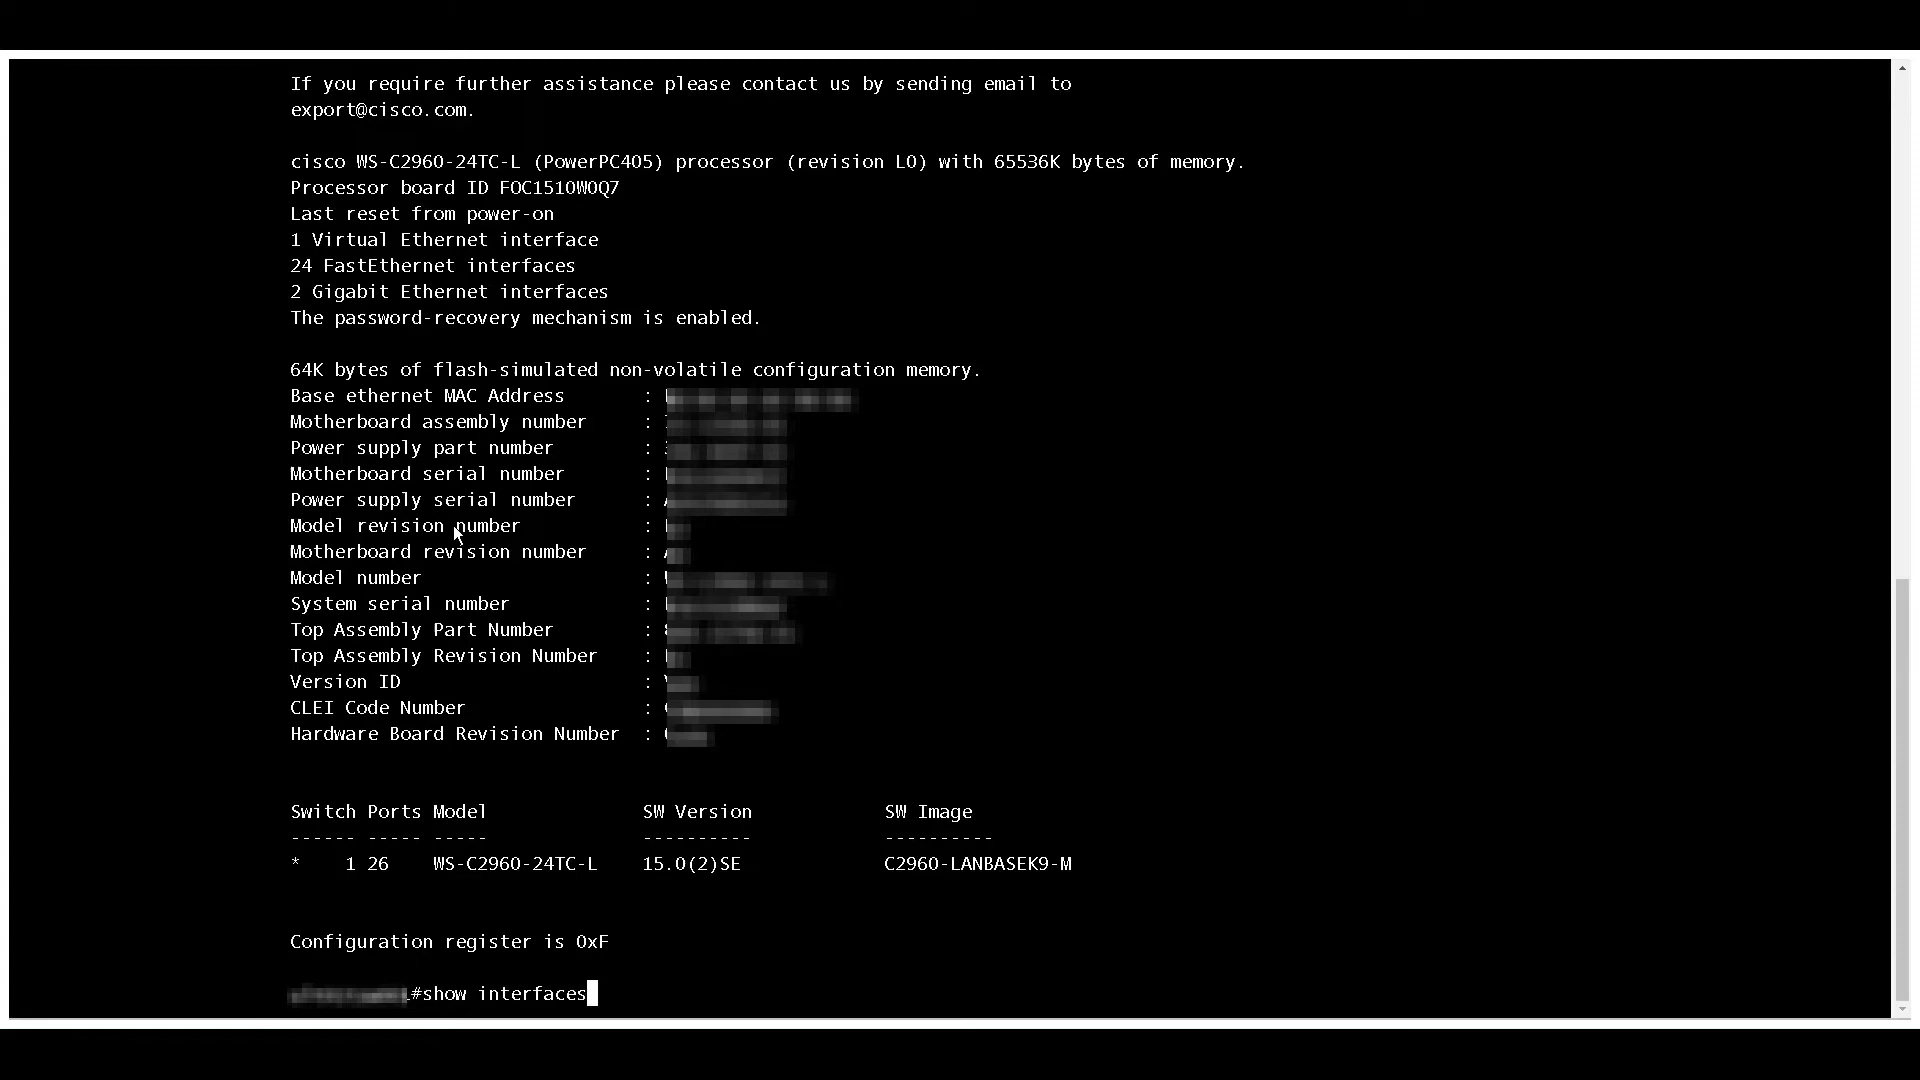 If you require further assistance please contact us by sending email to
export@cisco.com.
cisco WS-C2960-24TC-L (PowerPC405) processor (revision L0) with 65536K bytes of memory.
Processor board ID FOC1510W0Q7
Last reset from power-on
1 Virtual Ethernet interface
24 FastEthernet interfaces
2 Gigabit Ethernet interfaces
The password-recovery mechanism is enabled.
64K bytes of flash-simulated non-volatile configuration memory.
Base ethernet MAC Address :
Motherboard assembly number :
Power supply part number :
Motherboard serial number :
Power supply serial number :
Model revision number :
Motherboard revision number :
Model number :
System serial number :
Top Assembly Part Number :
Top Assembly Revision Number :
Version ID :
CLEI Code Number :
Hardware Board Revision Number :
Switch Ports Model SW Version SW Image
------ ----- ----- ---------- ----------
* 1 26 WS-C2960-24TC-L 15.0(2)SE C2960-LANBASEK9-M
Configuration register is 0xF
#show interfaces